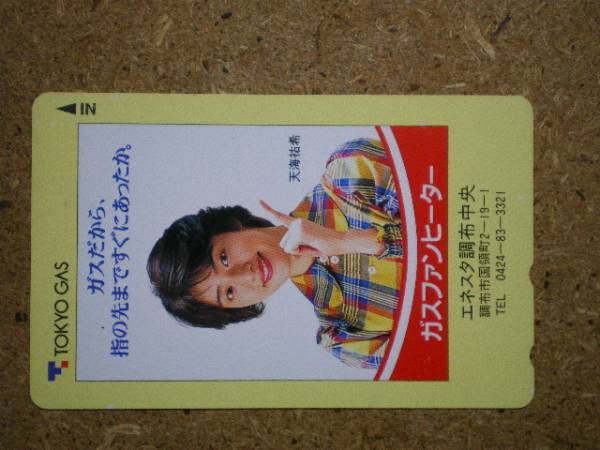 TOKYO GAS
ガスだから、
指の先まですぐにあったか。
天海祐希
ガスファンヒーター
エネスタ調布中央
調布市国領町2−19−1
TEL 0424−83−3321